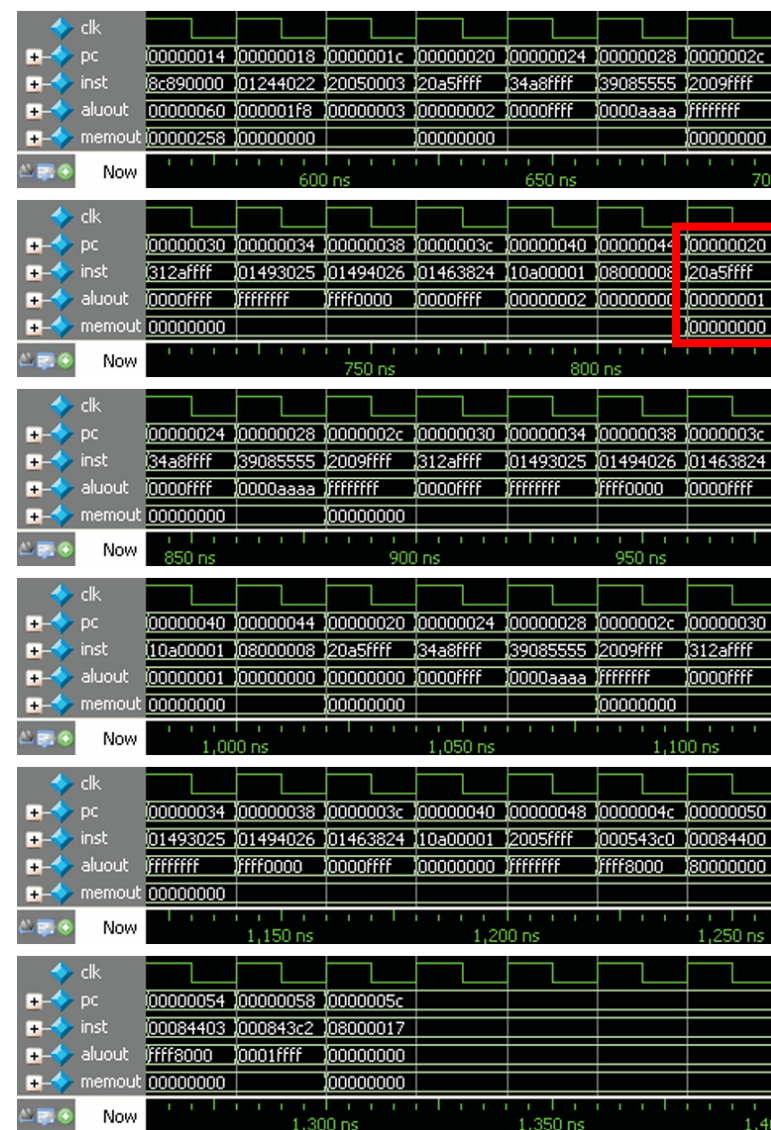 clk
pc 00000014 00000018 0000001c 00000020 00000024 00000028 0000002c
inst 8c890000 01244022 20050003 20a5ffff 34a8ffff 39085555 2009ffff
aluout 00000060 000001f8 00000003 00000002 0000ffff 0000aaaa ffffffff
memout 00000258 00000000 00000000 00000000
Now 600 ns 650 ns 70
clk
pc 00000030 00000034 00000038 0000003c 00000040 00000044 00000020
inst 312affff 01493025 01494026 01463824 10a00001 08000008 20a5ffff
aluout 0000ffff ffffffff ffff0000 0000ffff 00000002 00000000 00000001
memout 00000000 00000000
Now 750 ns 800 ns
clk
pc 00000024 00000028 0000002c 00000030 00000034 00000038 0000003c
inst 34a8ffff 39085555 2009ffff 312affff 01493025 01494026 01463824
aluout 0000ffff 0000aaaa ffffffff 0000ffff ffffffff ffff0000 0000ffff
memout 00000000 00000000
Now 850 ns 900 ns 950 ns
clk
pc 00000040 00000044 00000020 00000024 00000028 0000002c 00000030
inst 10a00001 08000008 20a5ffff 34a8ffff 39085555 2009ffff 312affff
aluout 00000001 00000000 00000000 0000ffff 0000aaaa ffffffff 0000ffff
memout 00000000 00000000 00000000
Now 1,000 ns 1,050 ns 1,100 ns
clk
pc 00000034 00000038 0000003c 00000040 00000048 0000004c 00000050
inst 01493025 01494026 01463824 10a00001 2005ffff 000543c0 00084400
aluout ffffffff ffff0000 0000ffff 00000000 ffffffff ffff8000 80000000
memout 00000000
Now 1,150 ns 1,200 ns 1,250 ns
clk
pc 00000054 00000058 0000005c
inst 00084403 000843c2 08000017
aluout ffff8000 0001ffff 00000000
memout 00000000 00000000
Now 1,300 ns 1,350 ns 1,4